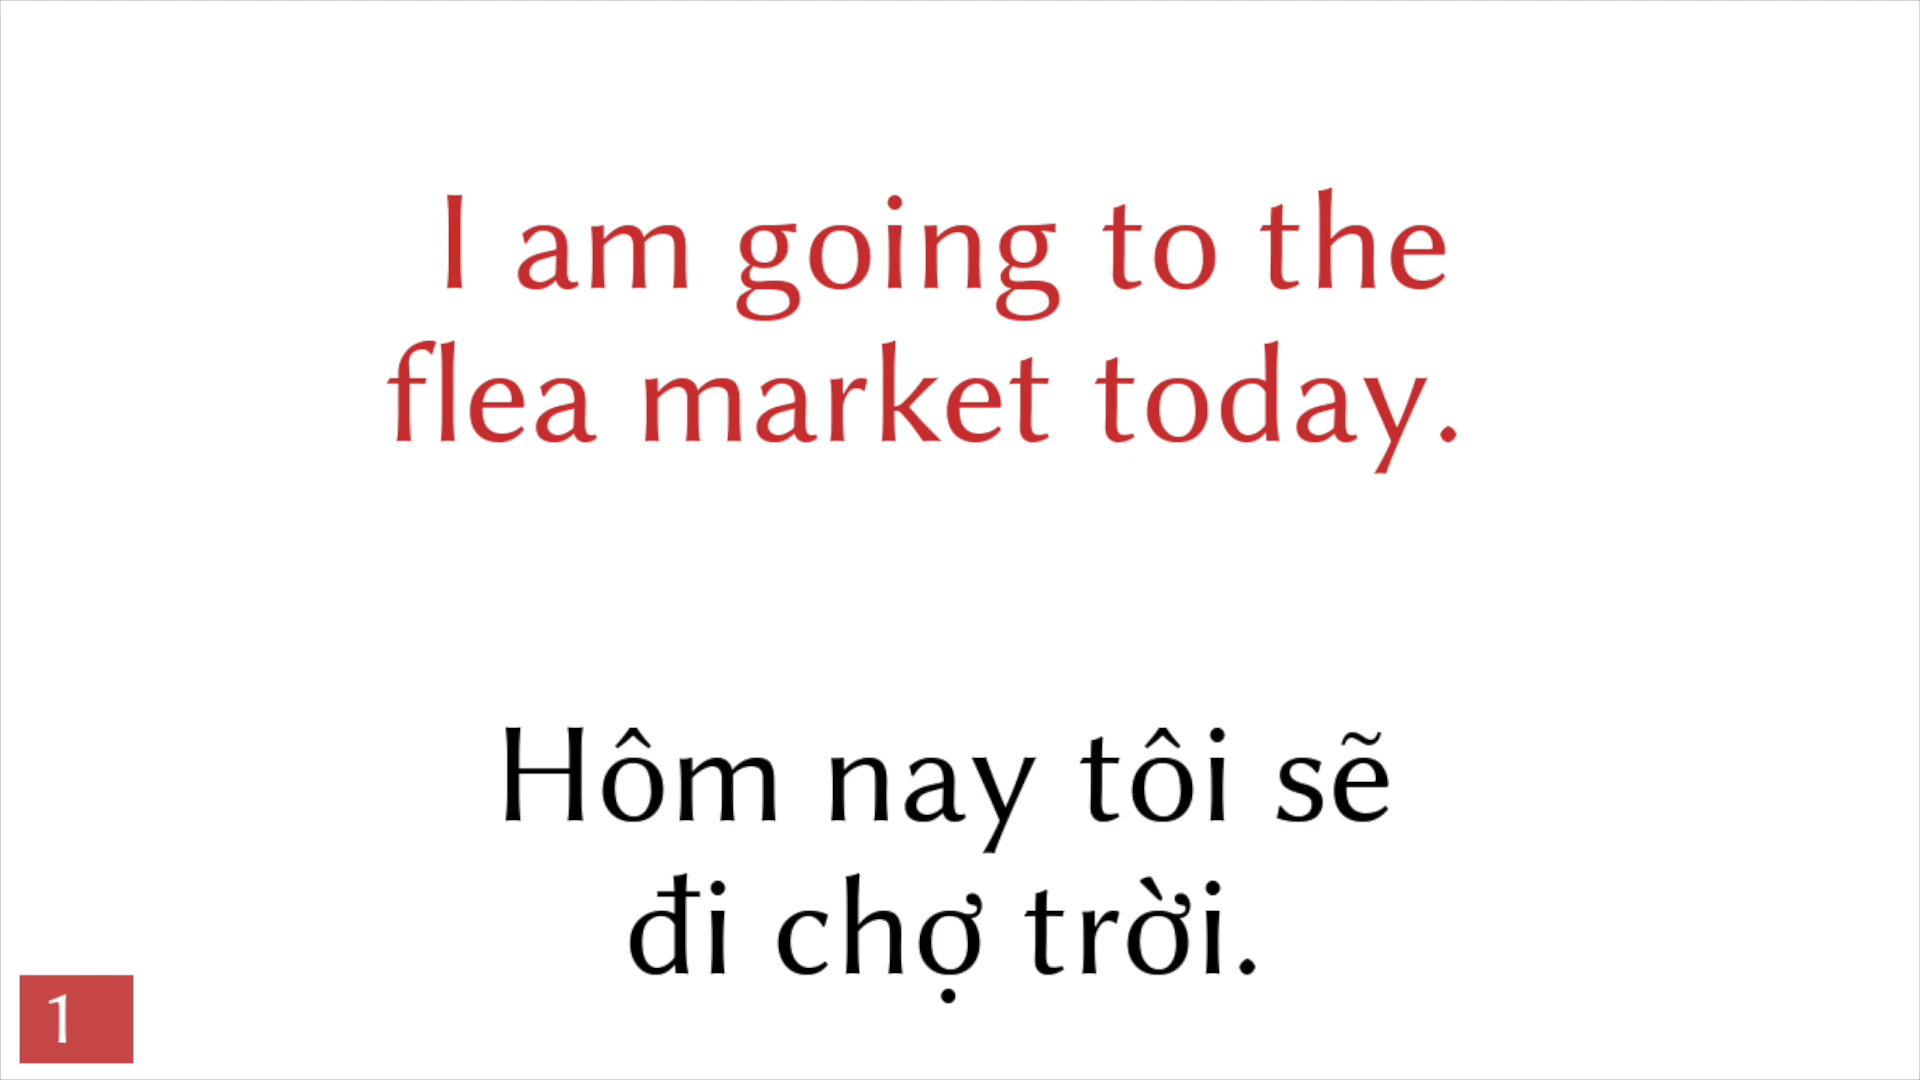 I am going to the
flea market today.
Hôm nay tôi sẽ
đi chợ trời.
1